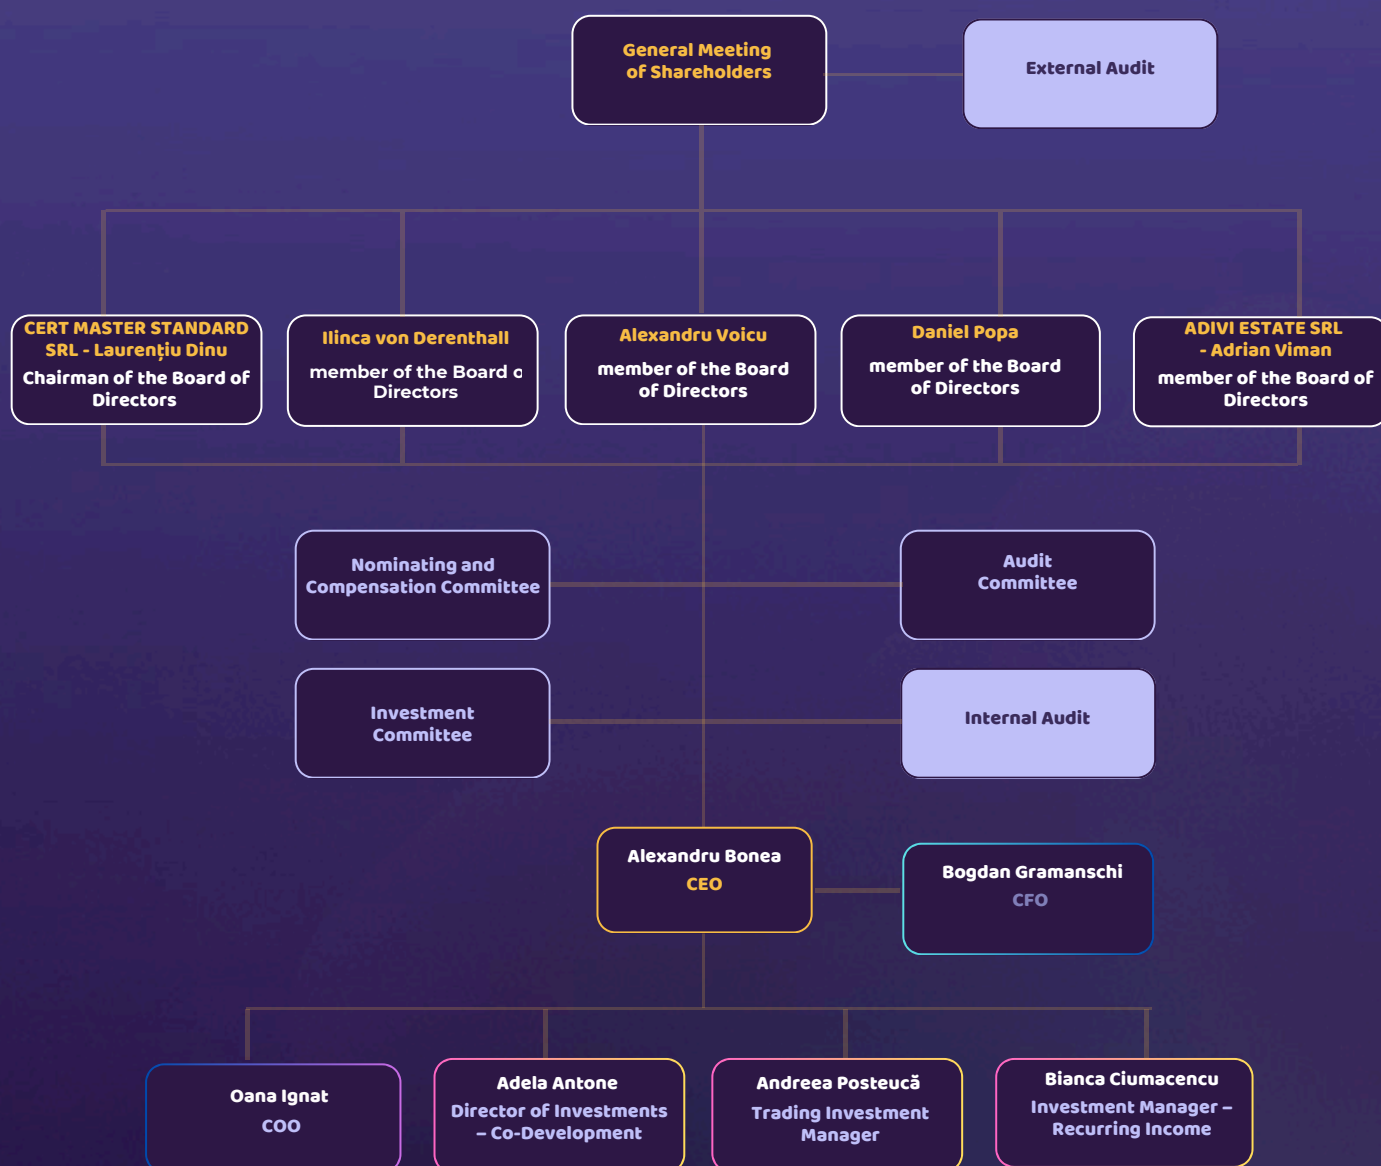 General Meeting
of Shareholders
External Audit
CERT MASTER STANDARD
SRL - Laurențiu Dinu
Chairman of the Board of
Directors
Ilinca von Derenthall
member of the Board o
Directors
Alexandru Voicu
member of the Board
of Directors
Daniel Popa
member of the Board
of Directors
ADIVI ESTATE SRL
- Adrian Viman
member of the Board of
Directors
Nominating and
Compensation Committee
Audit
Committee
Investment
Committee
Internal Audit
Alexandru Bonea
CEO
Bogdan Gramanschi
CFO
Oana Ignat
COO
Adela Antone
Director of Investments
– Co-Development
Andreea Posteucă
Trading Investment
Manager
Bianca Ciumacencu
Investment Manager –
Recurring Income